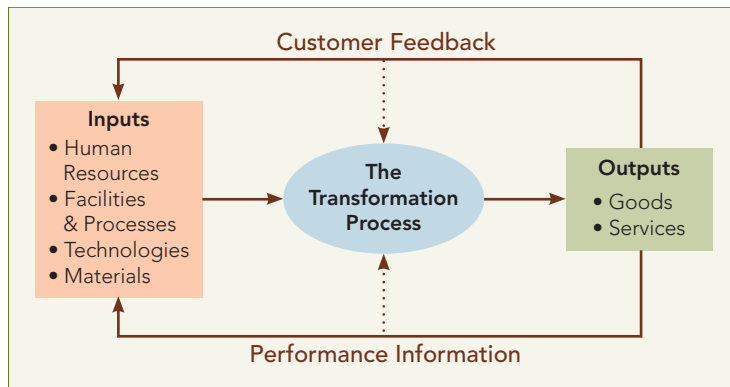 Customer Feedback
Inputs
• Human
Resources
• Facilities
& Processes
• Technologies
• Materials
The
Transformation
Process
Outputs
• Goods
• Services
Performance Information